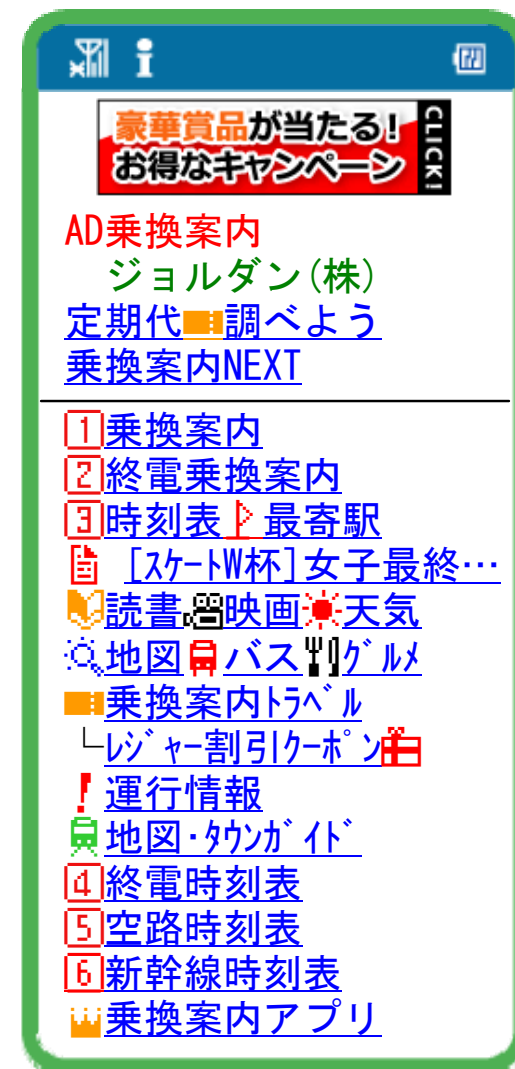 豪華賞品が当たる!
お得なキャンペーン
CLICK!
AD乗換案内
ジョルダン(株)
定期代調べよう
乗換案内NEXT
1乗換案内
2終電乗換案内
3時刻表 最寄駅
[スケートW杯]女子最終…
読書 映画 天気
地図 バス グルメ
乗換案内トラベル
└レジャー割引クーポン
運行情報
地図・タウンガイド
4終電時刻表
5空路時刻表
6新幹線時刻表
乗換案内アプリ